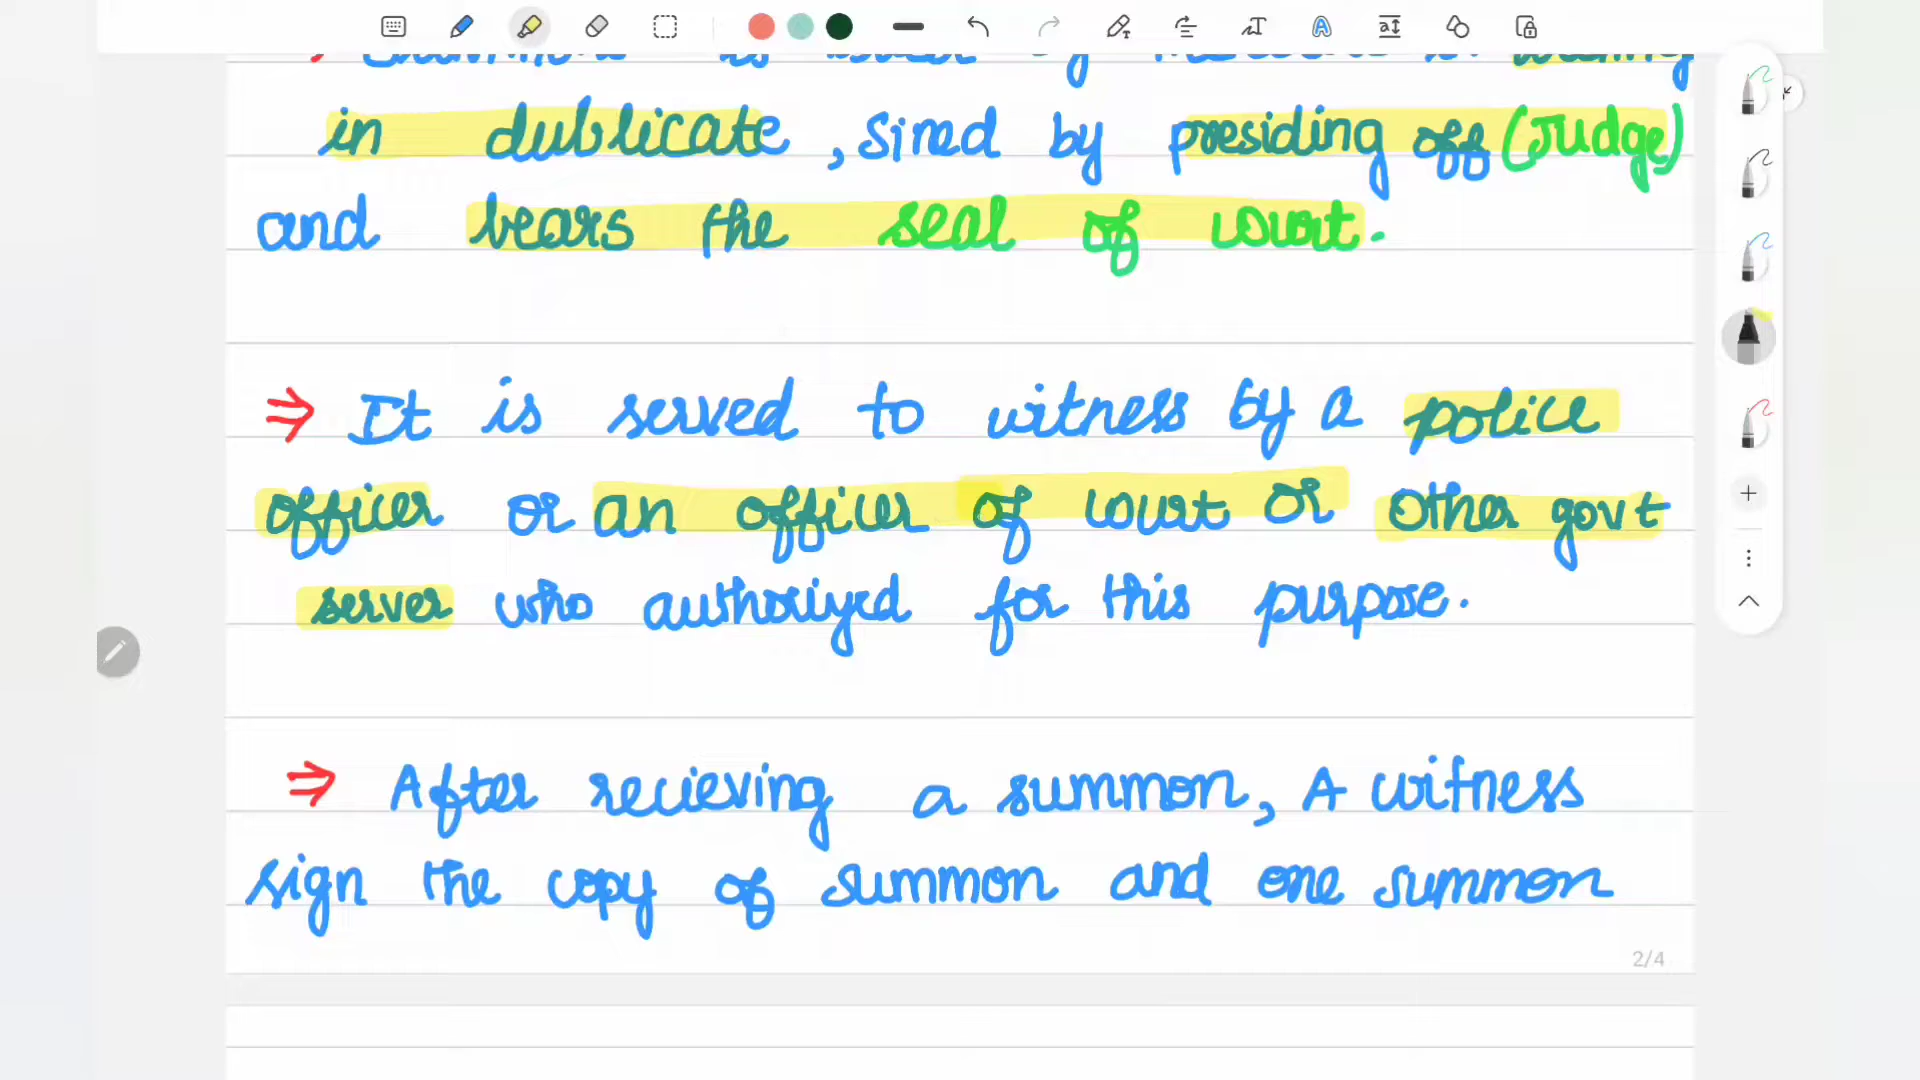 in dublicate, sined by presiding off (Judge)
and bears the seal of court.
⇒ It is served to witness by a police
officer or an officer of court or other govt
server who authorized for this purpose.
⇒ After recieving a summon, A witness
sign the copy of summon and one summon
2/4